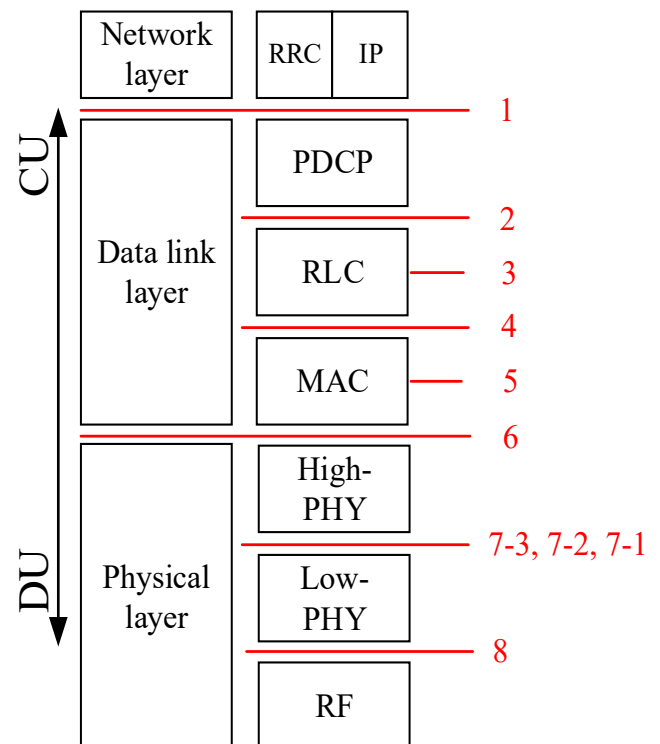 Network
layer
RRC
IP
1
CU
PDCP
2
Data link
layer
RLC
3
4
MAC
5
6
High-
PHY
7-3, 7-2, 7-1
DU
Physical
layer
Low-
PHY
8
RF